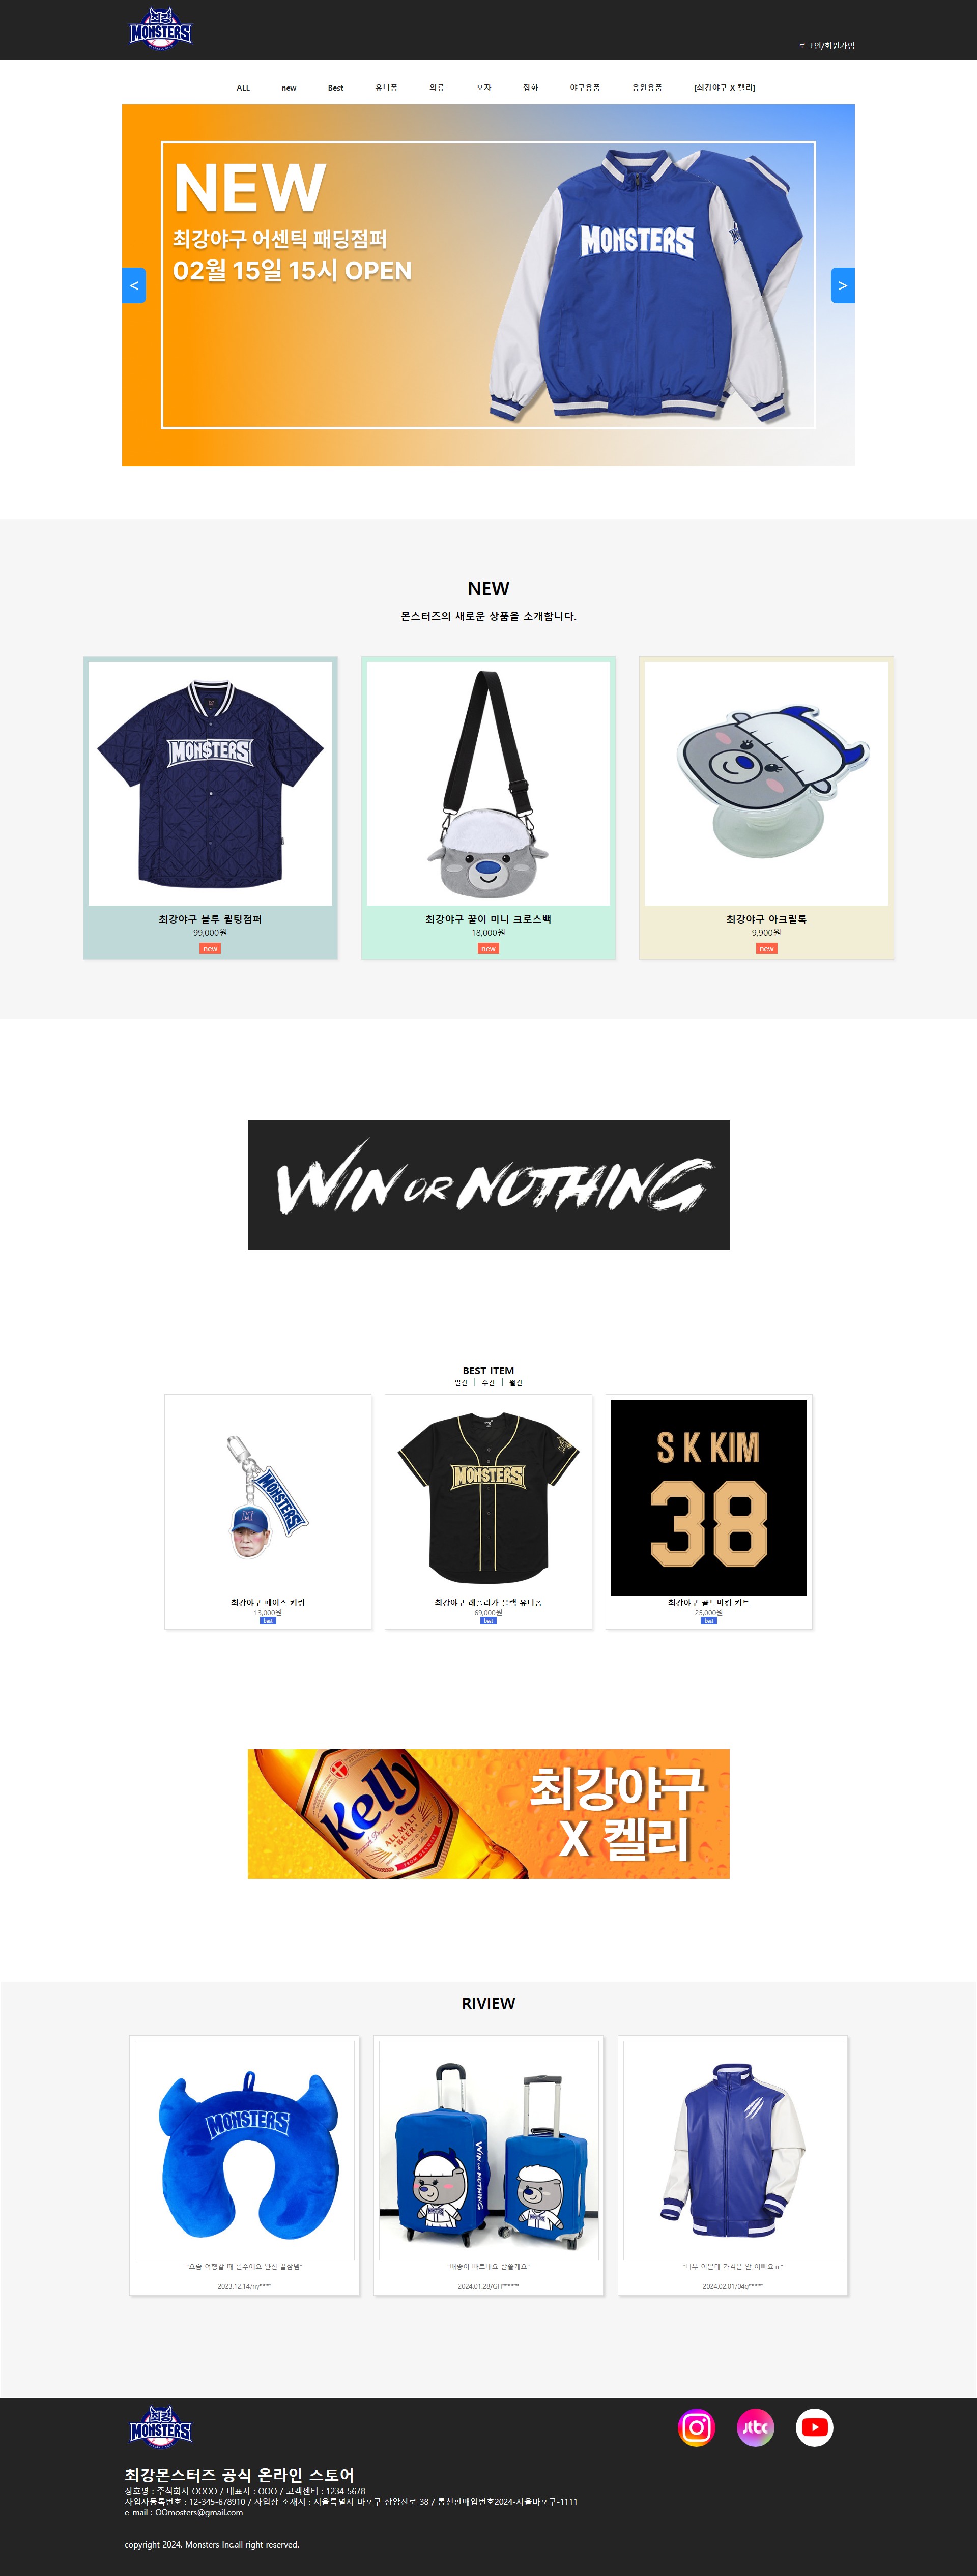 최강
MONSTERS
로그인/회원가입
ALL new Best 유니폼 의류 모자 잡화 야구용품 응원용품 [최강야구 X 켈리]
NEW
최강야구 어센틱 패딩점퍼
02월 15일 15시 OPEN
MONSTERS
< >
NEW
몬스터즈의 새로운 상품을 소개합니다.
MONSTERS
최강야구 블루 퀼팅점퍼
99,000원
new
최강야구 꿀이 미니 크로스백
18,000원
new
최강야구 아크릴톡
9,900원
new
WIN OR NOTHING
BEST ITEM
일간 | 주간 | 월간
MONSTERS
M
최강야구 페이스 키링
13,000원
best
MONSTERS
최강야구 레플리카 블랙 유니폼
69,000원
best
S K KIM
38
최강야구 골드마킹 키트
25,000원
best
Kelly
ALL MALT
BEER
최강야구
X 켈리
RIVIEW
MONSTERS
"요즘 여행갈 때 필수에요 완전 꿀잠템"
2023.12.14/ny****
WIN OR NOTHING
"배송이 빠르네요 잘쓸게요"
2024.01.28/GH******
"너무 이쁜데 가격은 안 이뻐요ㅠ"
2024.02.01/04g*****
최강
MONSTERS
jtbc
최강몬스터즈 공식 온라인 스토어
상호명 : 주식회사 OOOO / 대표자 : OOO / 고객센터 : 1234-5678
사업자등록번호 : 12-345-678910 / 사업장 소재지 : 서울특별시 마포구 상암산로 38 / 통신판매업번호2024-서울마포구-1111
e-mail : OOmosters@gmail.com
copyright 2024. Monsters Inc.all right reserved.